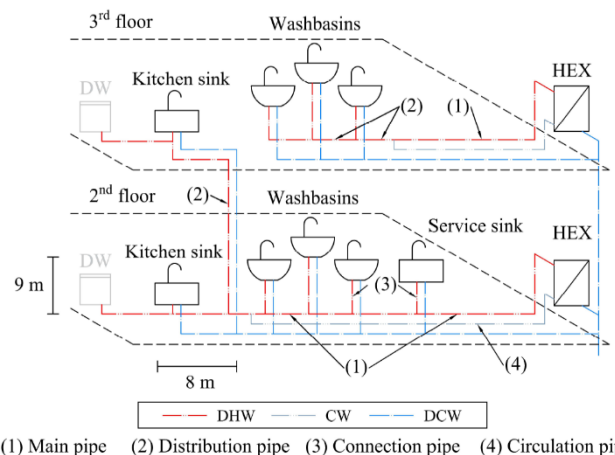 3rd floor
Washbasins
HEX
DW
Kitchen sink
(2)
(1)
(2)
2nd floor
Washbasins
Service sink
HEX
DW
Kitchen sink
(3)
9 m
8 m
(1)
(4)
DHW CW DCW
(1) Main pipe (2) Distribution pipe (3) Connection pipe (4) Circulation pi